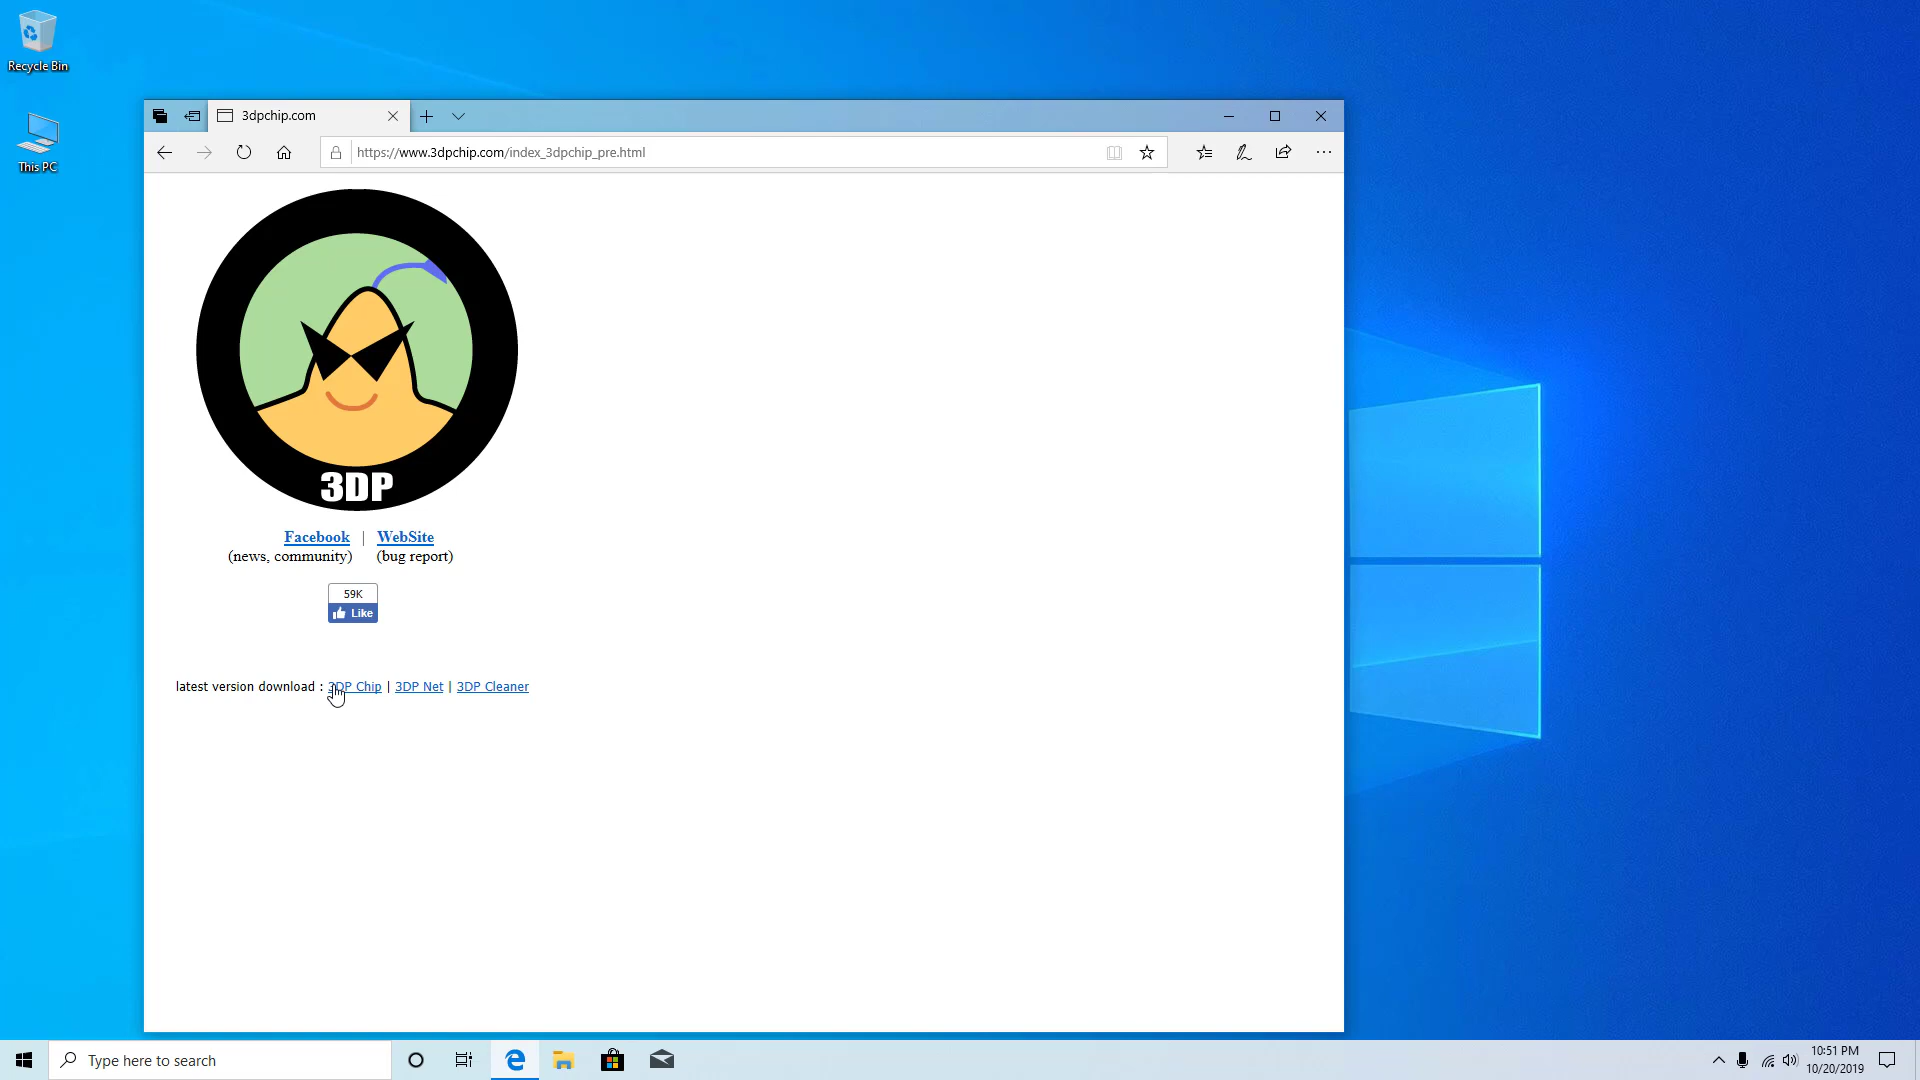 Recycle Bin
This PC
3dpchip.com
https://www.3dpchip.com/index_3dpchip_pre.html
3DP
Facebook | WebSite
(news, community) (bug report)
59K
Like
latest version download : 3DP Chip | 3DP Net | 3DP Cleaner
Type here to search
10:51 PM
10/20/2019